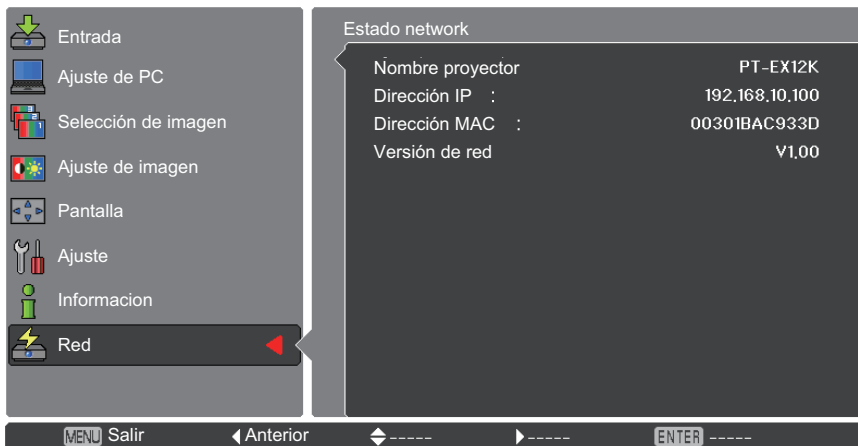 Entrada
Ajuste de PC
Selección de imagen
Ajuste de imagen
Pantalla
Ajuste
Informacion
Red
Estado network
Nombre proyector PT-EX12K
Dirección IP : 192.168.10.100
Dirección MAC : 00301BAC933D
Versión de red V1.00
MENU Salir Anterior ----- ----- ENTER -----